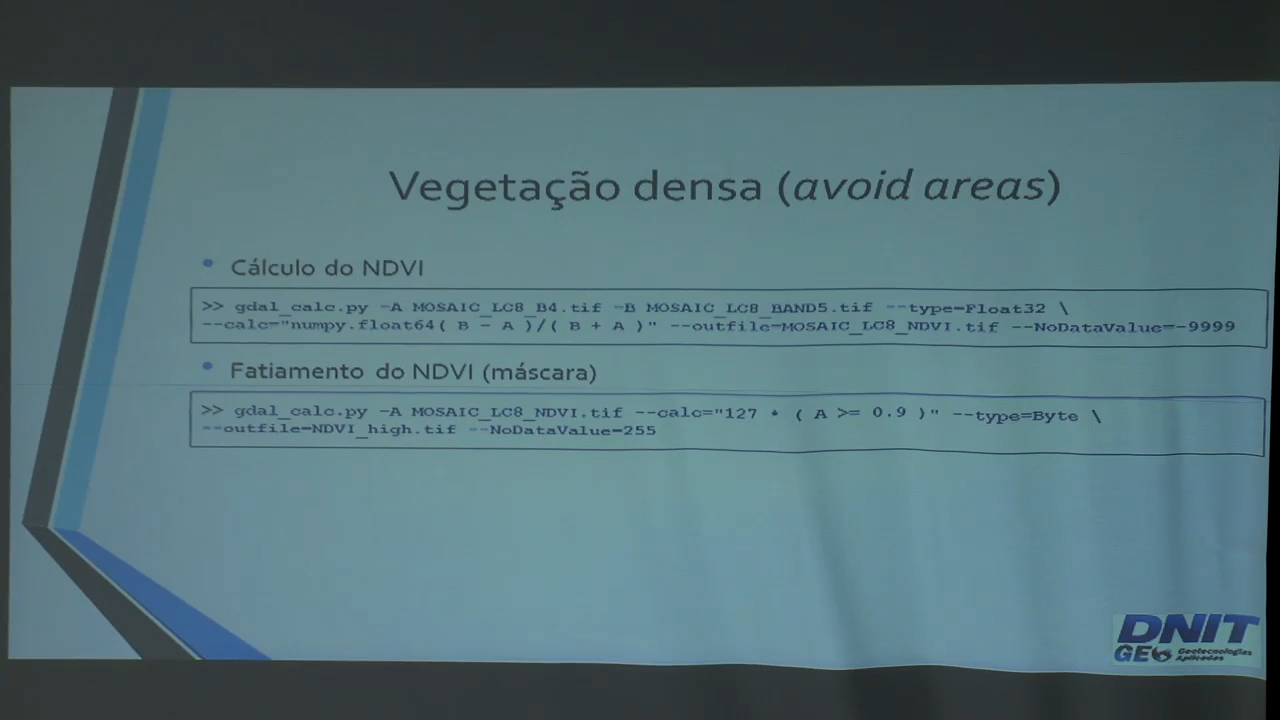 Vegetação densa (avoid areas)
• Cálculo do NDVI
>> gdal_calc.py -A MOSAIC_LC8_B4.tif -B MOSAIC_LC8_BAND5.tif --type=Float32 \
--calc="numpy.float64( B - A )/( B + A )" --outfile=MOSAIC_LC8_NDVI.tif --NoDataValue=-9999
• Fatiamento do NDVI (máscara)
>> gdal_calc.py -A MOSAIC_LC8_NDVI.tif --calc="127 * ( A >= 0.9 )" --type=Byte \
--outfile=NDVI_high.tif --NoDataValue=255
DNIT
GEO Geotecnologias
Aplicadas